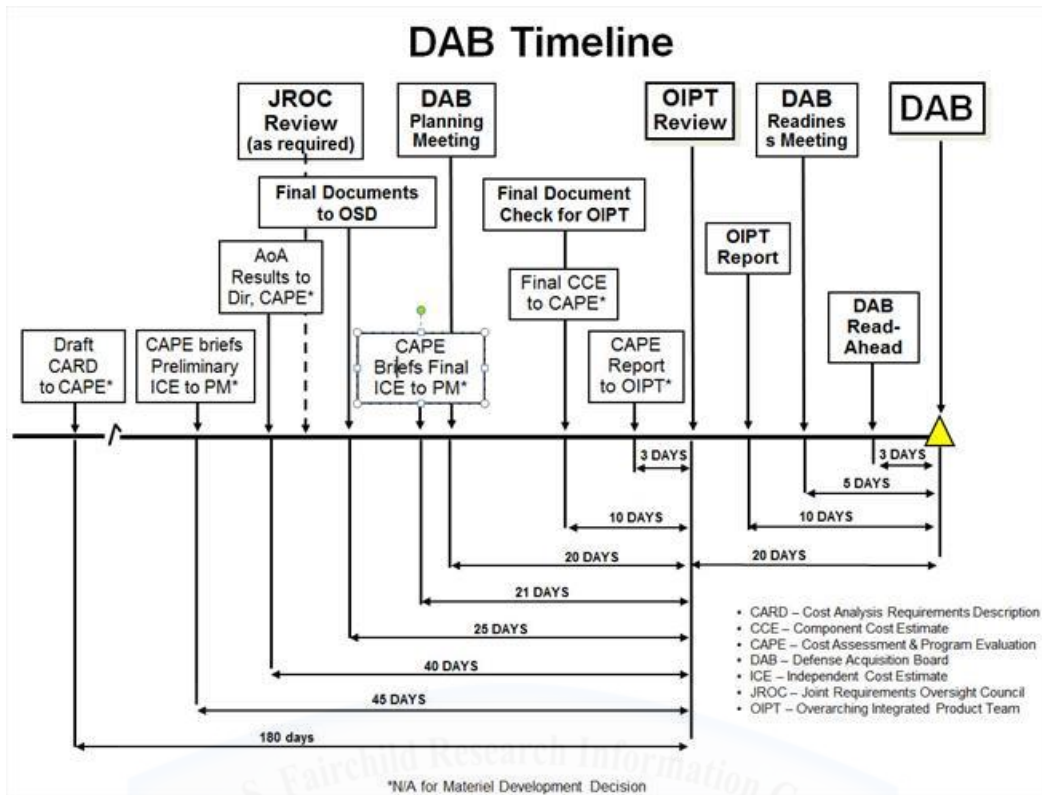 DAB Timeline
JROC
Review
(as required)
DAB
Planning
Meeting
OIPT
Review
DAB
Readines
s Meeting
DAB
Final Documents
to OSD
Final Document
Check for OIPT
AoA
Results to
Dir, CAPE*
OIPT
Report
Final CCE
to CAPE*
DAB
Read-
Ahead
Draft
CARD
to CAPE*
CAPE briefs
Preliminary
ICE to PM*
CAPE
Briefs Final
ICE to PM*
CAPE
Report
to OIPT*
3 DAYS
3 DAYS
5 DAYS
10 DAYS
10 DAYS
20 DAYS
20 DAYS
21 DAYS
25 DAYS
40 DAYS
45 DAYS
180 days
• CARD – Cost Analysis Requirements Description
• CCE – Component Cost Estimate
• CAPE – Cost Assessment & Program Evaluation
• DAB – Defense Acquisition Board
• ICE – Independent Cost Estimate
• JROC – Joint Requirements Oversight Council
• OIPT – Overarching Integrated Product Team
S. Fairchild Research Information
*N/A for Materiel Development Decision